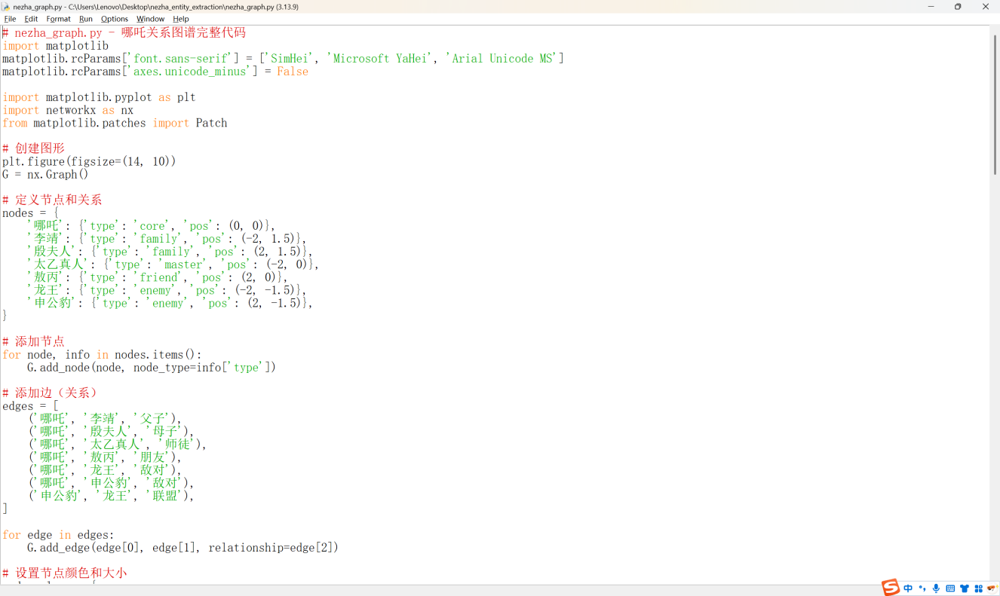 nezha_graph.py - C:\Users\Lenovo\Desktop\nezha_entity_extraction\nezha_graph.py (3.13.9)
File Edit Format Run Options Window Help
# nezha_graph.py - 哪吒关系图谱完整代码
import matplotlib
matplotlib.rcParams['font.sans-serif'] = ['SimHei', 'Microsoft YaHei', 'Arial Unicode MS']
matplotlib.rcParams['axes.unicode_minus'] = False

import matplotlib.pyplot as plt
import networkx as nx
from matplotlib.patches import Patch

# 创建图形
plt.figure(figsize=(14, 10))
G = nx.Graph()

# 定义节点和关系
nodes = {
    '哪吒': {'type': 'core', 'pos': (0, 0)},
    '李靖': {'type': 'family', 'pos': (-2, 1.5)},
    '殷夫人': {'type': 'family', 'pos': (2, 1.5)},
    '太乙真人': {'type': 'master', 'pos': (-2, 0)},
    '敖丙': {'type': 'friend', 'pos': (2, 0)},
    '龙王': {'type': 'enemy', 'pos': (-2, -1.5)},
    '申公豹': {'type': 'enemy', 'pos': (2, -1.5)},
}

# 添加节点
for node, info in nodes.items():
    G.add_node(node, node_type=info['type'])

# 添加边（关系）
edges = [
    ('哪吒', '李靖', '父子'),
    ('哪吒', '殷夫人', '母子'),
    ('哪吒', '太乙真人', '师徒'),
    ('哪吒', '敖丙', '朋友'),
    ('哪吒', '龙王', '敌对'),
    ('哪吒', '申公豹', '敌对'),
    ('申公豹', '龙王', '联盟'),
]

for edge in edges:
    G.add_edge(edge[0], edge[1], relationship=edge[2])

# 设置节点颜色和大小
中